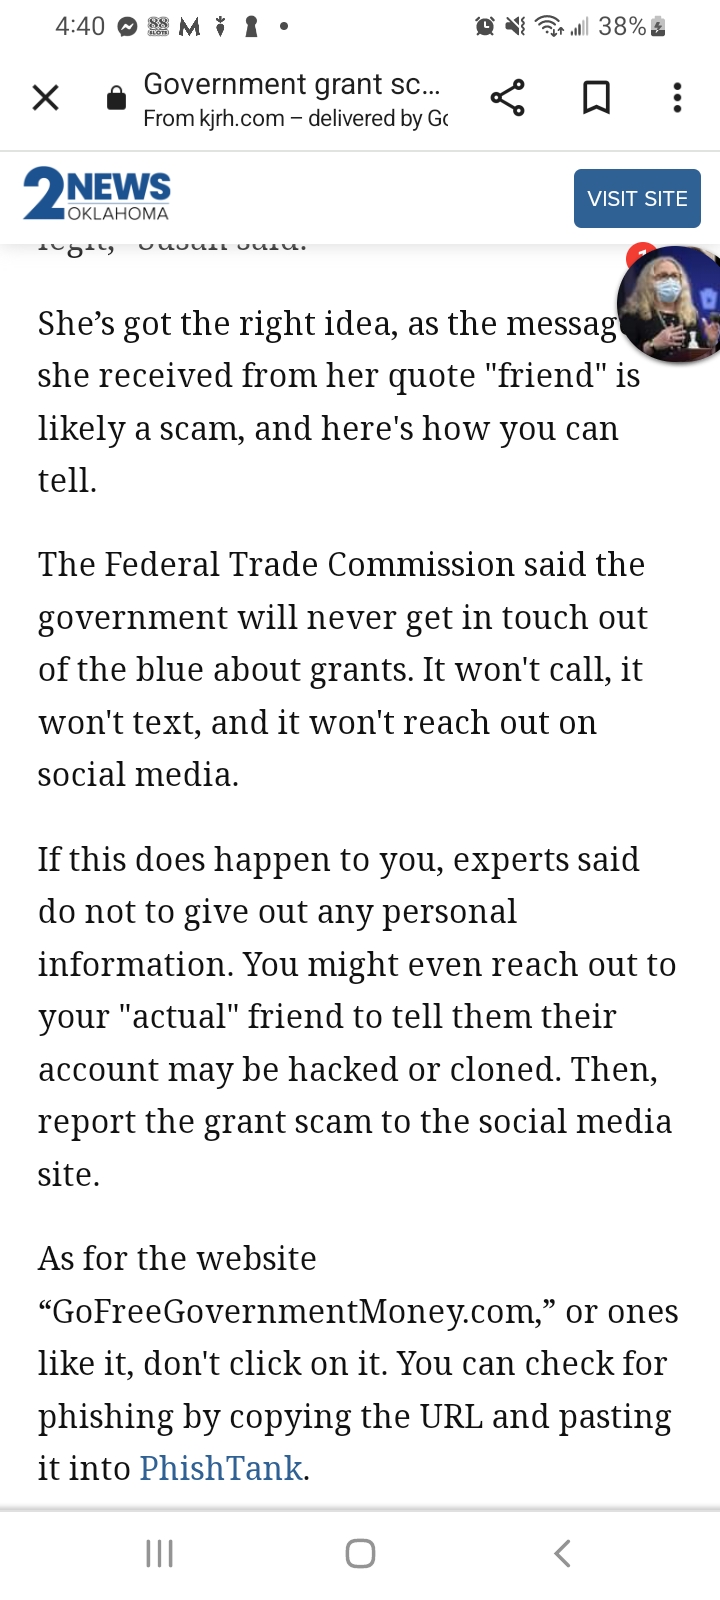 4:40
38%
Government grant sc...
From kjrh.com – delivered by Go
2NEWS
OKLAHOMA
VISIT SITE
legit," Susan said.
She’s got the right idea, as the messag
she received from her quote "friend" is
likely a scam, and here's how you can
tell.
The Federal Trade Commission said the
government will never get in touch out
of the blue about grants. It won't call, it
won't text, and it won't reach out on
social media.
If this does happen to you, experts said
do not to give out any personal
information. You might even reach out to
your "actual" friend to tell them their
account may be hacked or cloned. Then,
report the grant scam to the social media
site.
As for the website
“GoFreeGovernmentMoney.com,” or ones
like it, don't click on it. You can check for
phishing by copying the URL and pasting
it into PhishTank.